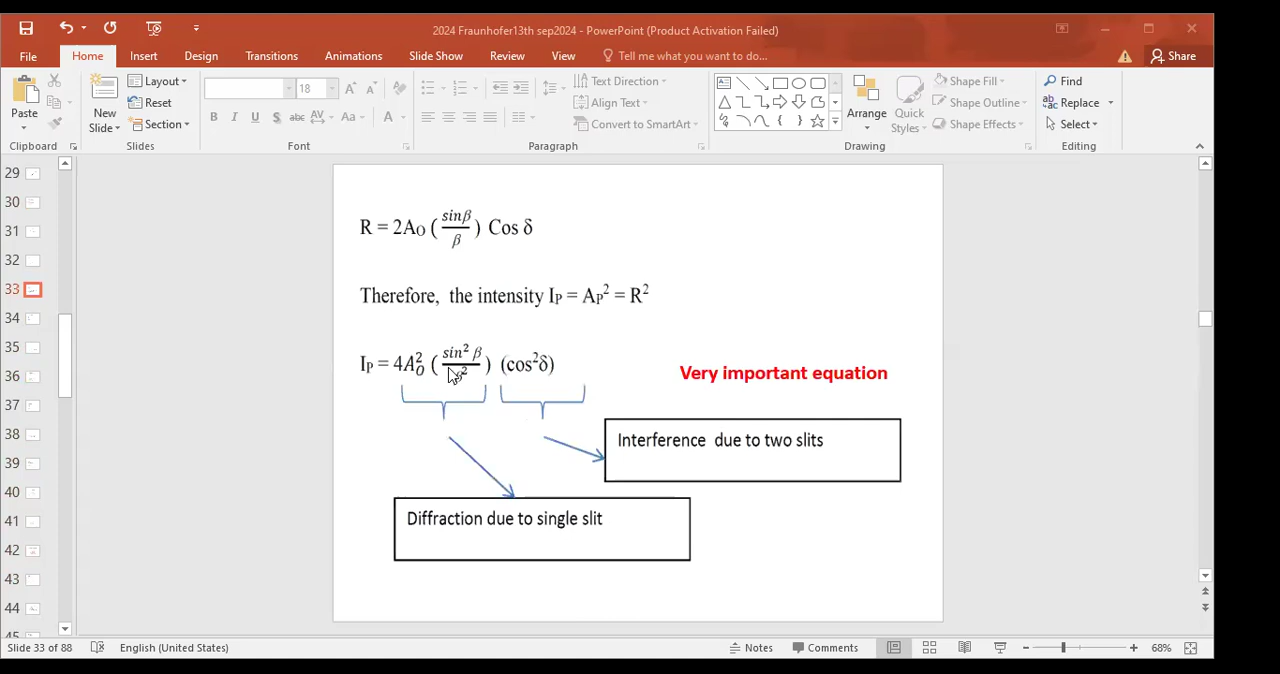 2024 Fraunhofer13th sep2024 - PowerPoint (Product Activation Failed)
File Home Insert Design Transitions Animations Slide Show Review View Tell me what you want to do... Share
Paste
Clipboard
New Slide
Layout
Reset
Section
Slides
18
B I U S abc AV Aa A
Font
Text Direction
Align Text
Convert to SmartArt
Paragraph
Arrange
Quick Styles
Shape Fill
Shape Outline
Shape Effects
Drawing
Find
Replace
Select
Editing
29
30
31
32
33
34
35
36
37
38
39
40
41
42
43
44
45
R = 2A₀ (sinβ/β) Cos δ
Therefore, the intensity Iₚ = Aₚ² = R²
Iₚ = 4A₀² (sin² β/β²) (cos²δ)
Very important equation
Interference due to two slits
Diffraction due to single slit
Slide 33 of 88 English (United States) Notes Comments 68%